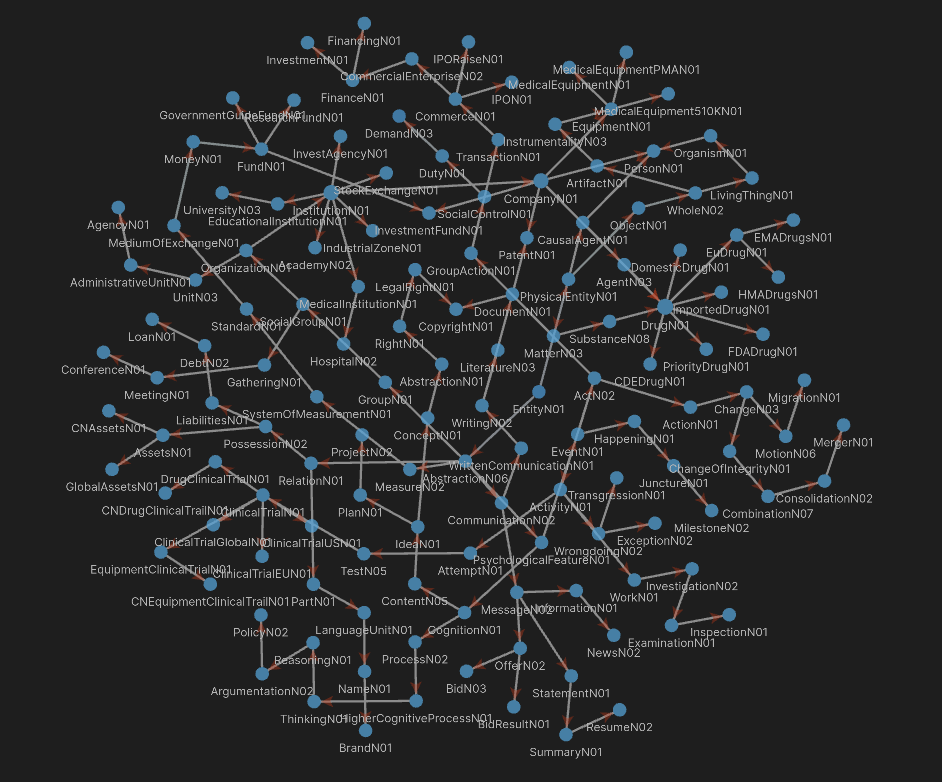 FinancingN01
InvestmentN01
IPORaiseN01
CommercialEnterpriseN02
MedicalEquipmentPMAN01
MedicalEquipmentN01
FinanceN01
IPON01
MedicalEquipment510KN01
GovernmentGuideFundN01
CommerceN01
DemandN03
EquipmentN01
InstrumentalityN03
InvestAgencyN01
OrganismN01
MoneyN01
TransactionN01
FundN01
PersonN01
DutyN01
ArtifactN01
StockExchangeN01
LivingThingN01
CompanyN01
UniversityN03
InstitutionN01
SocialControlN01
WholeN02
EducationalInstitutionN01
AgencyN01
ObjectN01
InvestmentFundN01
EMADrugsN01
MediumOfExchangeN01
CausalAgentN01
IndustrialZoneN01
EuDrugN01
PatentN01
Academy​N02
OrganizationN01
DomesticDrugN01
GroupActionN01
AdministrativeUnitN01
AgentN03
LegalRightN01
HMADrugsN01
UnitN03
PhysicalEntityN01
MedicalInstitutionN01
ImportedDrugN01
DocumentN01
StandardN01
SocialGroupN01
CopyrightN01
DrugN01
LoanN01
SubstanceN08
RightN01
FDADrugN01
MatterN03
DebtN02
HospitalN02
PriorityDrugN01
ConferenceN01
LiteratureN03
GatheringN01
AbstractionN01
CDEDrugN01
MeetingN01
ActN02
MigrationN01
GroupN01
EntityN01
ChangeN03
SystemOfMeasurementN01
LiabilitiesN01
WritingN02
ActionN01
CNAssetsN01
ConceptN01
HappeningN01
MergerN01
PossessionN02
EventN01
ProjectN02
AssetsN01
MotionN06
WrittenCommunicationN01
ChangeOfIntegrityN01
DrugClinicalTrialN01
RelationN01
AbstractionN06
JunctureN01
GlobalAssetsN01
MeasureN02
TransgressionN01
ConsolidationN02
ActivityN01
CNDrugClinicalTrailN01
ClinicalTrialN01
PlanN01
CombinationN07
CommunicationN02
MilestoneN02
ExceptionN02
ClinicalTrialGlobalN01
ClinicalTrialUSN01
IdeaN01
WrongdoingN02
PsychologicalFeatureN01
EquipmentClinicalTrialN01
ClinicalTrialEUN01
TestN05
AttemptN01
InvestigationN02
WorkN01
CNEquipmentClinicalTrailN01
PartN01
ContentN05
MessageN02
InformationN01
LanguageUnitN01
CognitionN01
PolicyN02
InspectionN01
ExaminationN01
NewsN02
ReasoningN01
ProcessN02
OfferN02
ArgumentationN02
NameN01
BidN03
StatementN01
ThinkingN01
HigherCognitiveProcessN01
BidResultN01
ResumeN02
BrandN01
SummaryN01